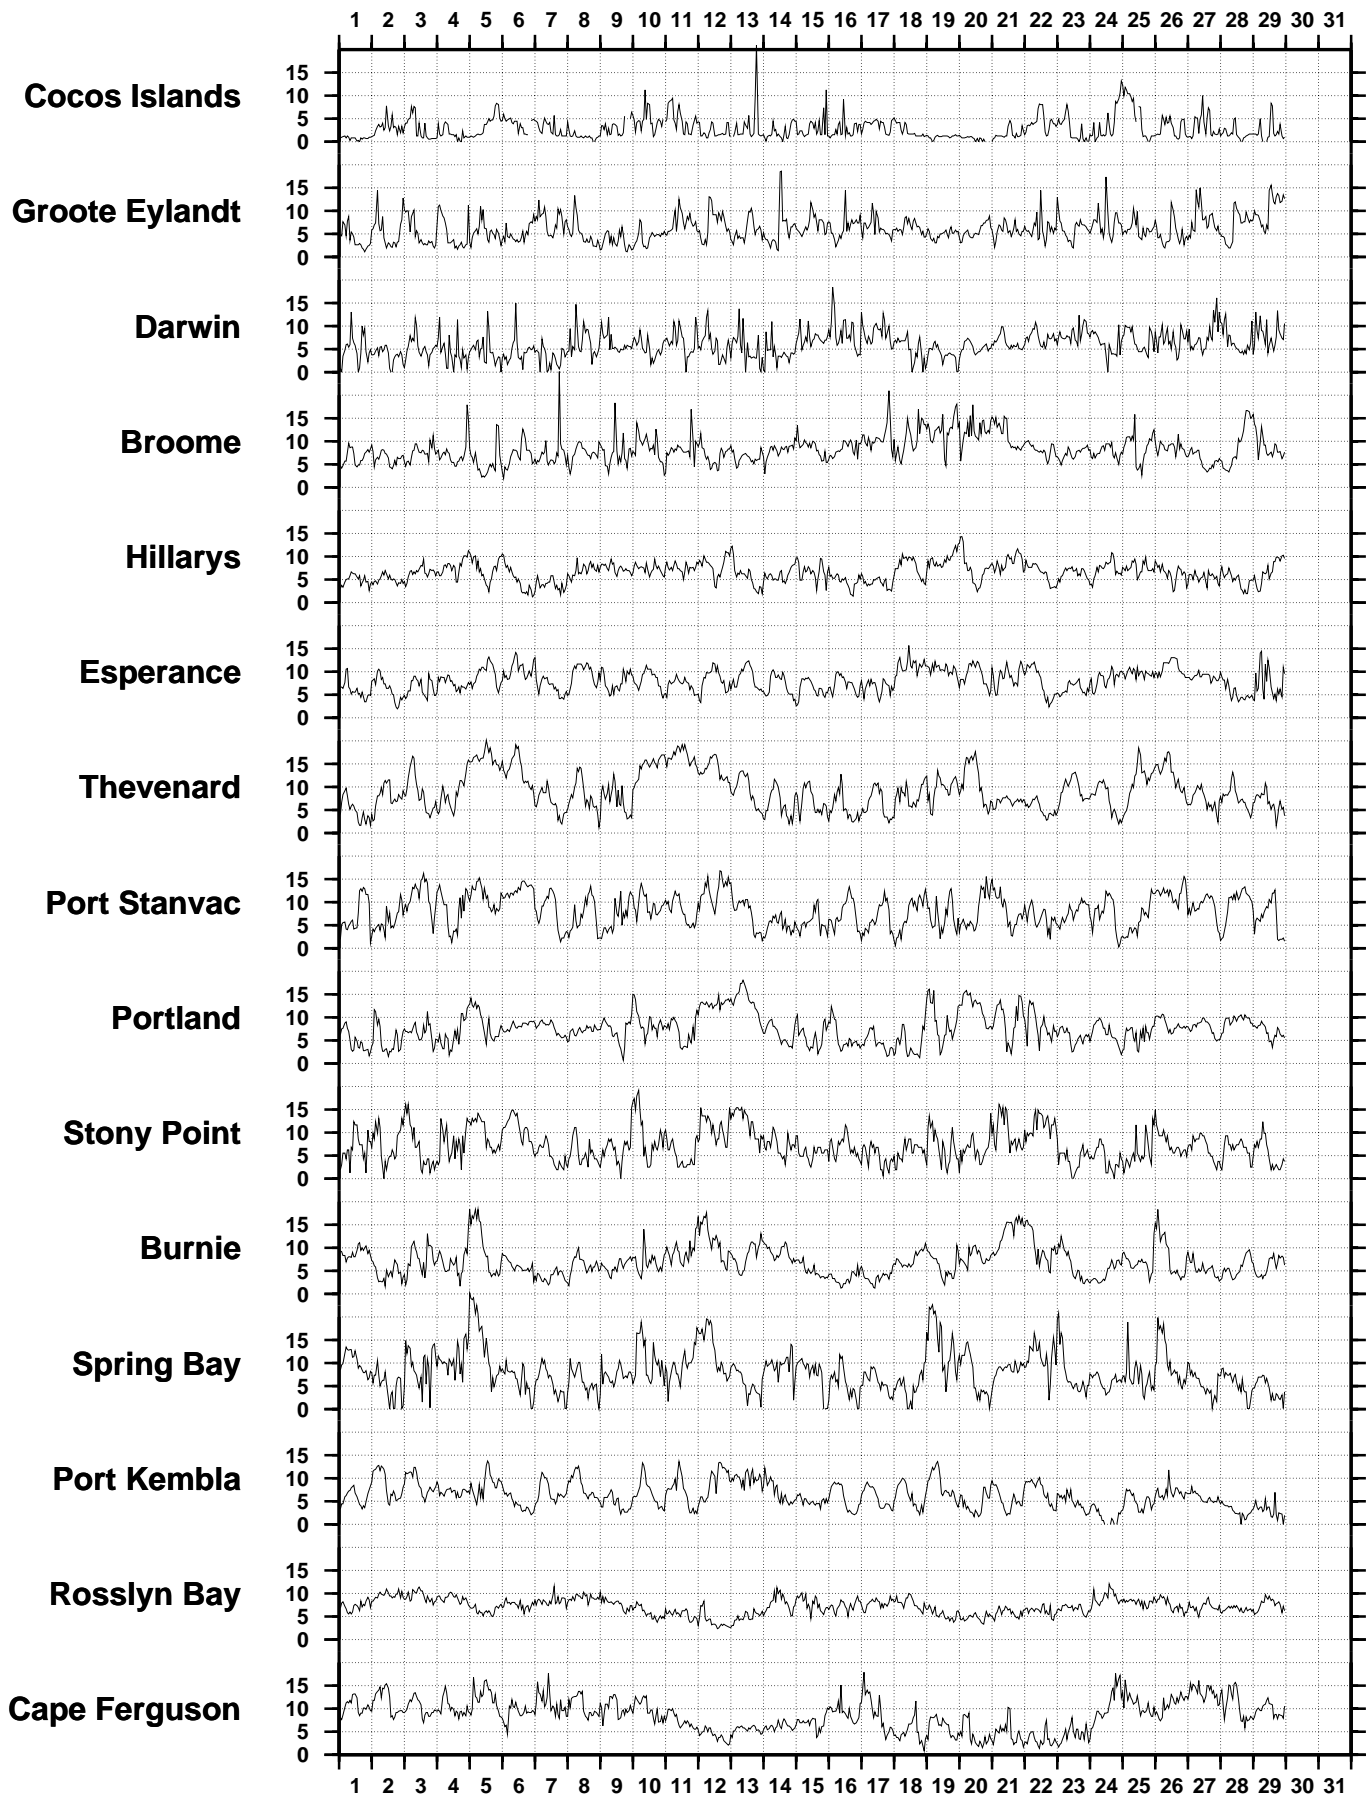 1 2 3 4 5 6 7 8 9 10 11 12 13 14 15 16 17 18 19 20 21 22 23 24 25 26 27 28 29 30 31
15
Cocos Islands 10
5
0
15
Groote Eylandt 10
5
0
15
Darwin 10
5
0
15
Broome 10
5
0
15
Hillarys 10
5
0
15
Esperance 10
5
0
15
Thevenard 10
5
0
15
Port Stanvac 10
5
0
15
Portland 10
5
0
15
Stony Point 10
5
0
15
Burnie 10
5
0
15
Spring Bay 10
5
0
15
Port Kembla 10
5
0
15
Rosslyn Bay 10
5
0
15
Cape Ferguson 10
5
0
1 2 3 4 5 6 7 8 9 10 11 12 13 14 15 16 17 18 19 20 21 22 23 24 25 26 27 28 29 30 31